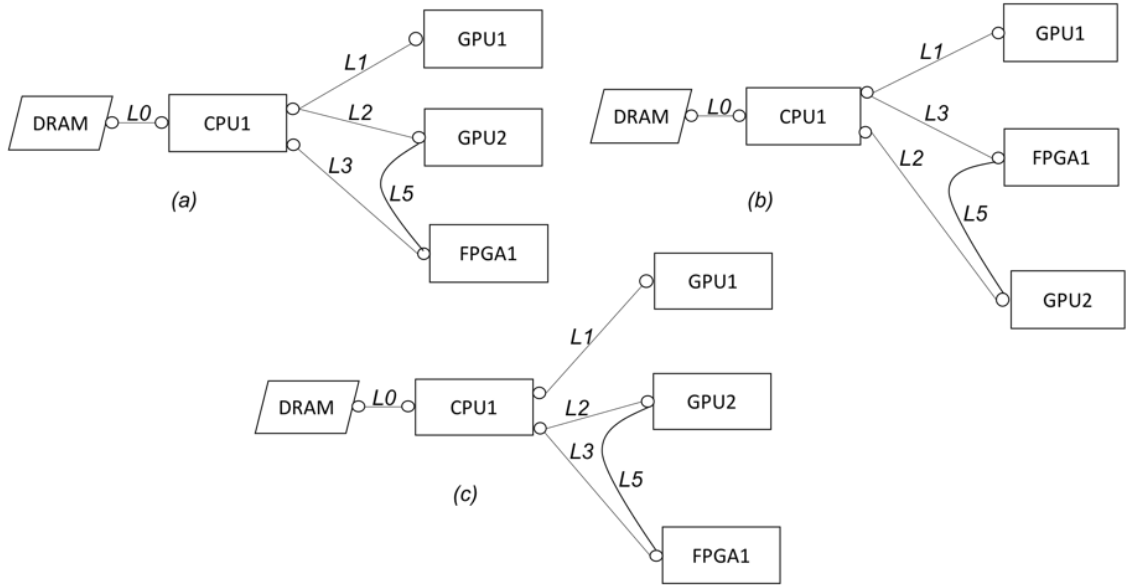 GPU1
L1
DRAM
L0
CPU1
L2
GPU2
L3
L5
(a)
FPGA1
GPU1
L1
DRAM
L0
CPU1
L3
FPGA1
L2
L5
(b)
GPU2
GPU1
L1
DRAM
L0
CPU1
L2
GPU2
L3
L5
(c)
FPGA1